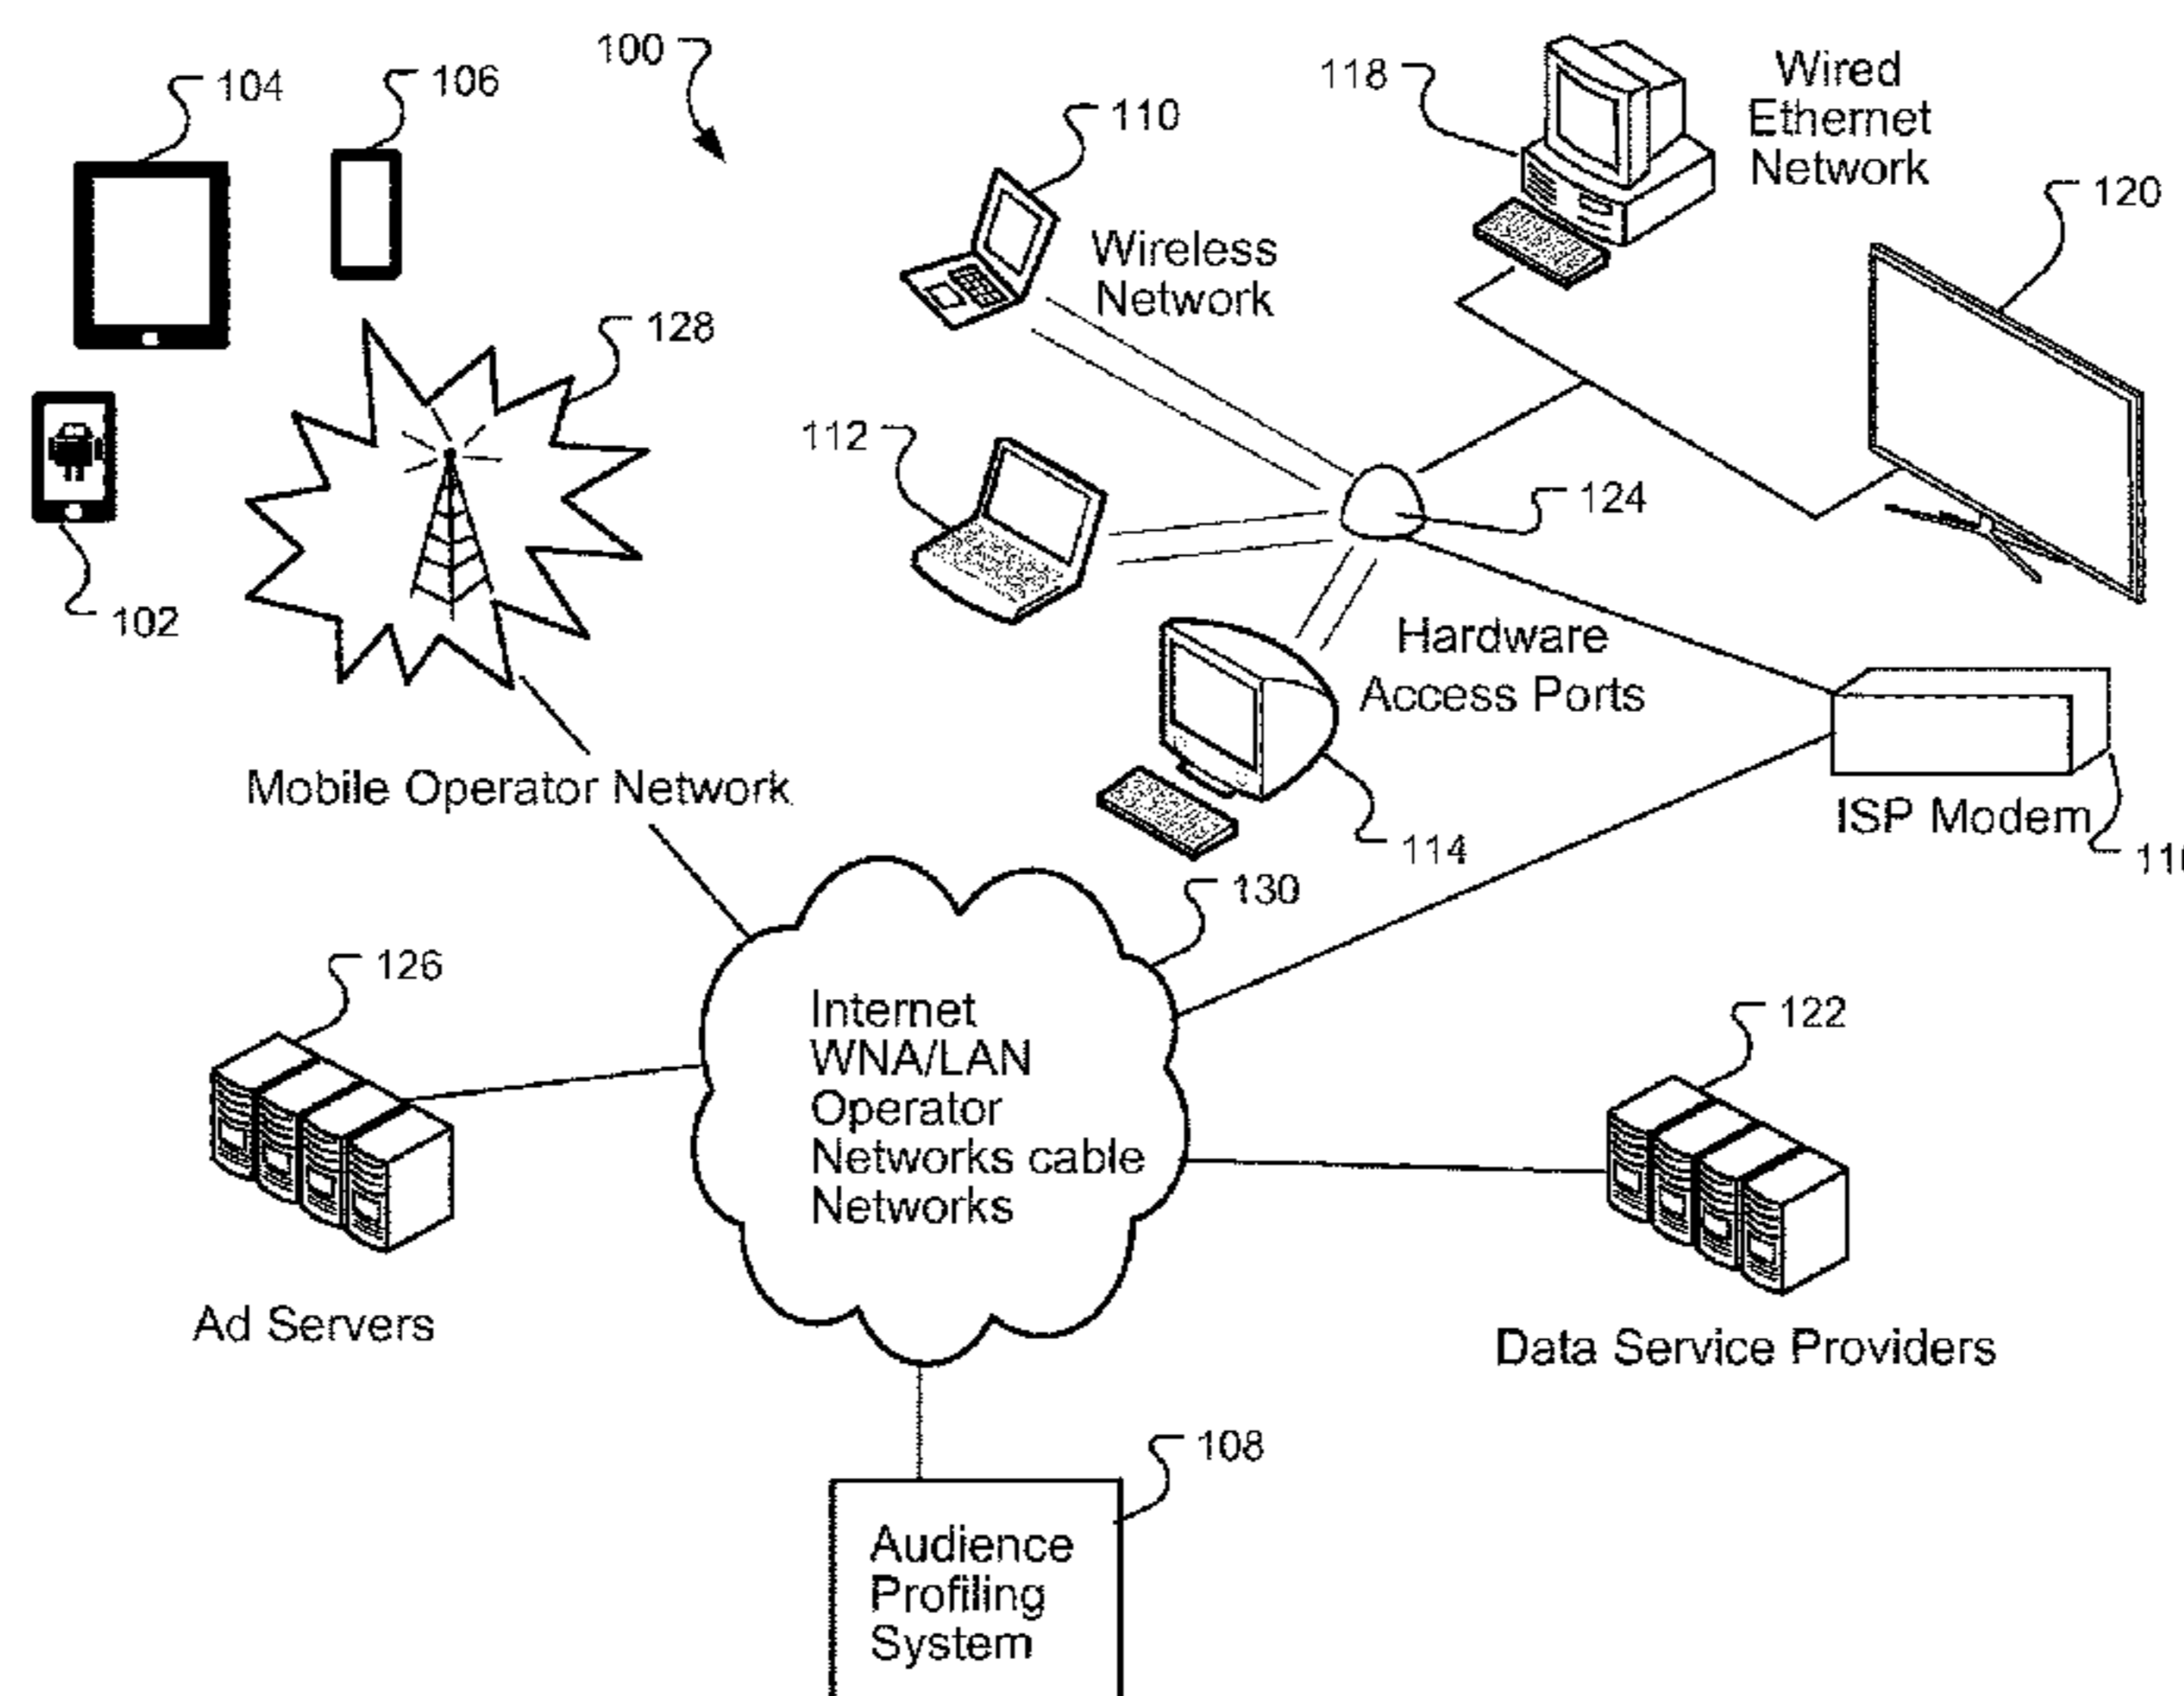 100
104
106
110
118
Wired
Ethernet
Network
120
Wireless
Network
128
112
124
102
Hardware
Access Ports
Mobile Operator Network
ISP Modem
114
130
126
Internet
WNA/LAN
Operator
Networks cable
Networks
122
Ad Servers
Data Service Providers
108
Audience
Profiling
System